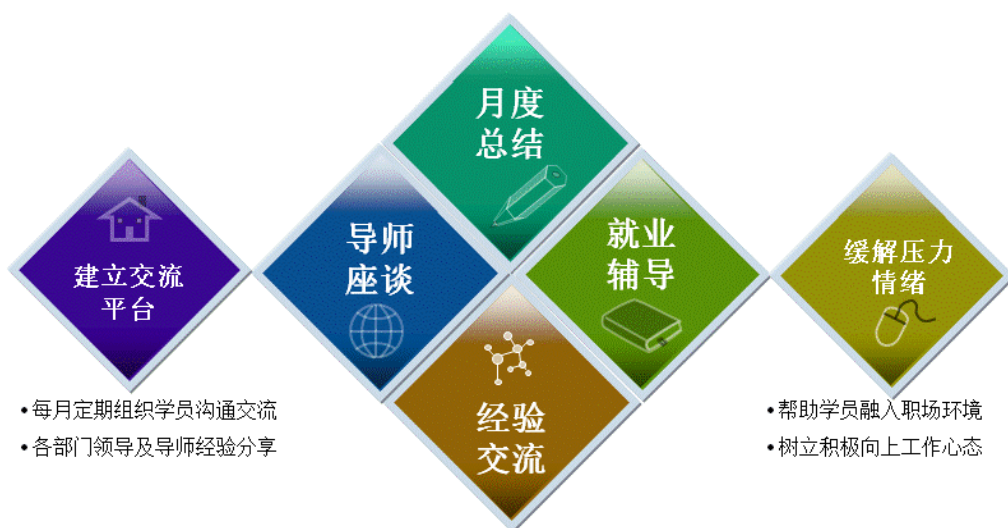 月度
总结
导师
座谈
就业
辅导
建立交流
平台
缓解压力
情绪
经验
交流
•每月定期组织学员沟通交流
•各部门领导及导师经验分享
•帮助学员融入职场环境
•树立积极向上工作心态